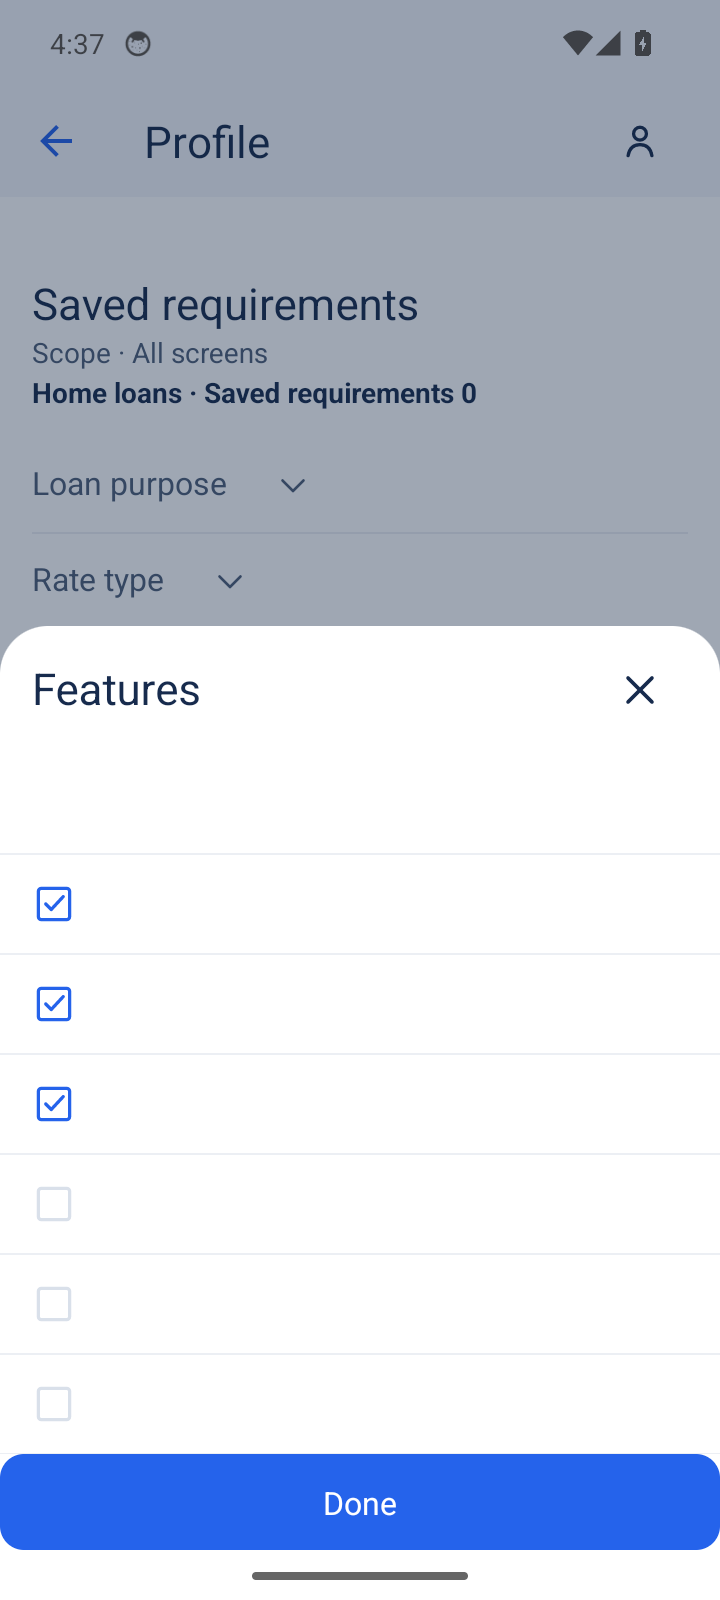 4:37
Profile
Saved requirements
Scope · All screens
Home loans · Saved requirements 0
Loan purpose
Rate type
Features
Done